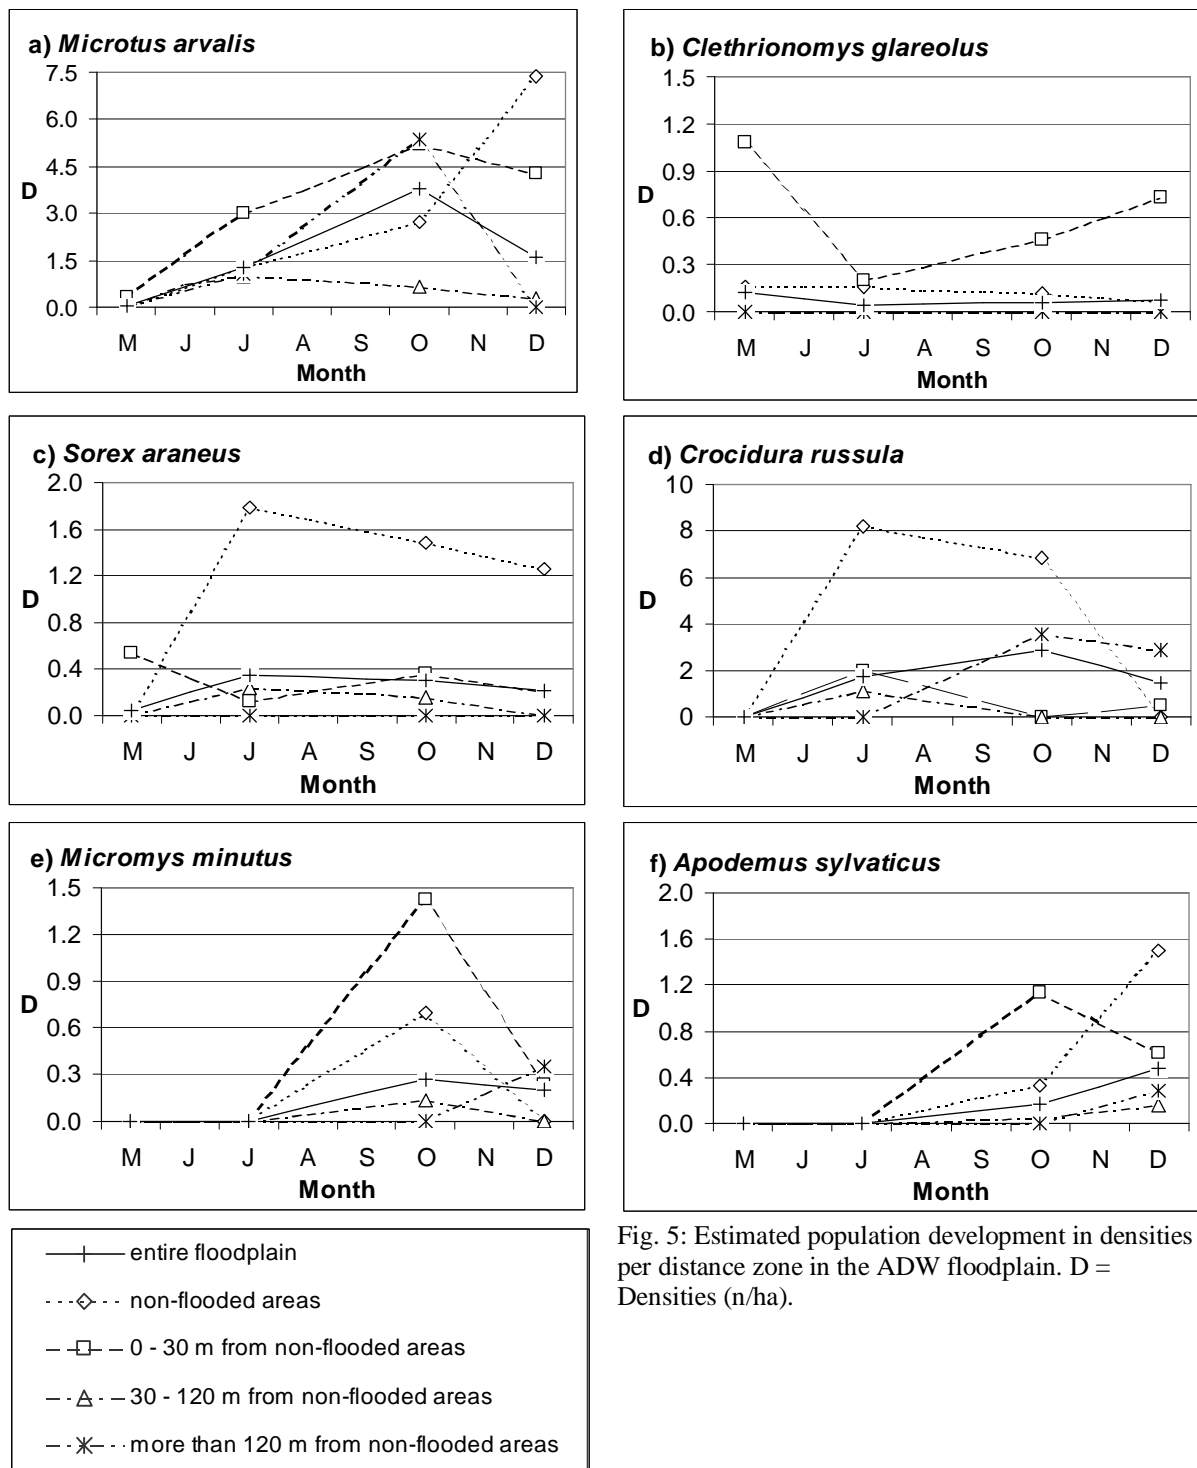 a) Microtus arvalis
7.5
6.0
4.5
D
3.0
1.5
0.0
M J J A S O N D
Month
b) Clethrionomys glareolus
1.5
1.2
0.9
D
0.6
0.3
0.0
M J J A S O N D
Month
c) Sorex araneus
2.0
1.6
1.2
D
0.8
0.4
0.0
M J J A S O N D
Month
d) Crocidura russula
10
8
6
D
4
2
0
M J J A S O N D
Month
e) Micromys minutus
1.5
1.2
0.9
D
0.6
0.3
0.0
M J J A S O N D
Month
f) Apodemus sylvaticus
2.0
1.6
1.2
D
0.8
0.4
0.0
M J J A S O N D
Month
entire floodplain
non-flooded areas
0 - 30 m from non-flooded areas
30 - 120 m from non-flooded areas
more than 120 m from non-flooded areas
Fig. 5: Estimated population development in densities
per distance zone in the ADW floodplain. D =
Densities (n/ha).